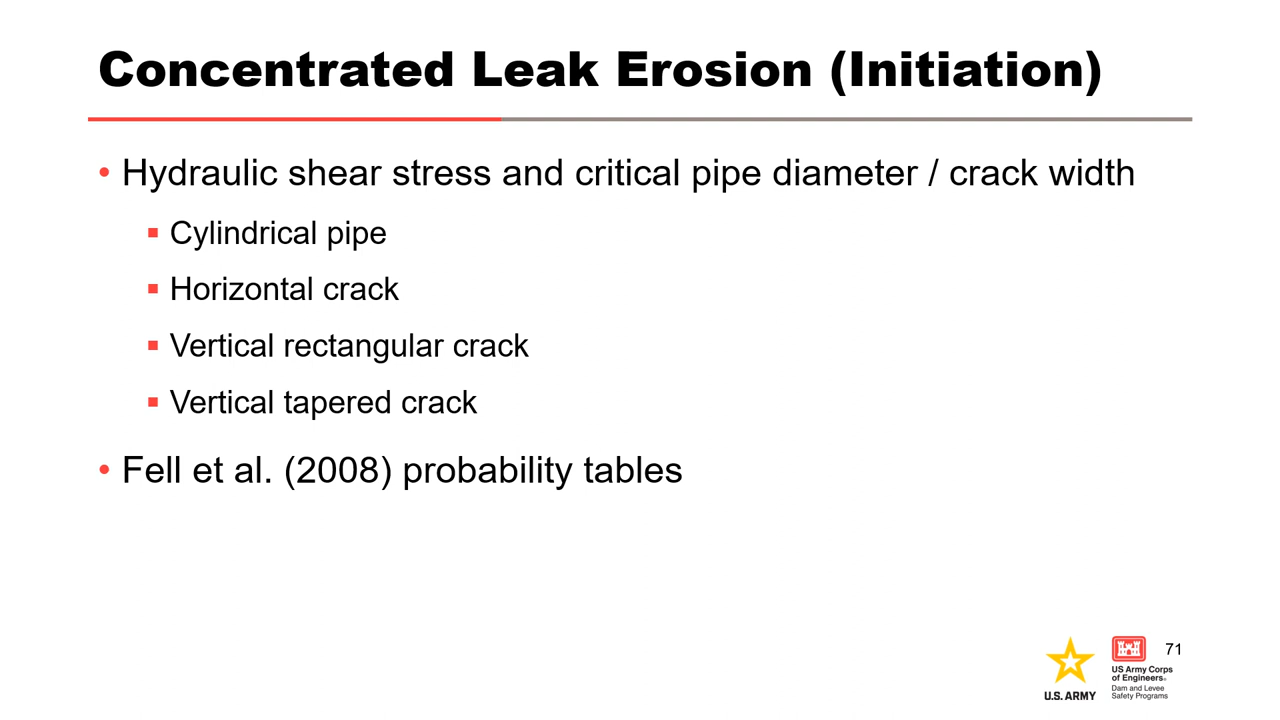 Concentrated Leak Erosion (Initiation)
• Hydraulic shear stress and critical pipe diameter / crack width
▪ Cylindrical pipe
▪ Horizontal crack
▪ Vertical rectangular crack
▪ Vertical tapered crack
• Fell et al. (2008) probability tables
71
U.S. ARMY
US Army Corps
of Engineers®
Dam and Levee
Safety Programs